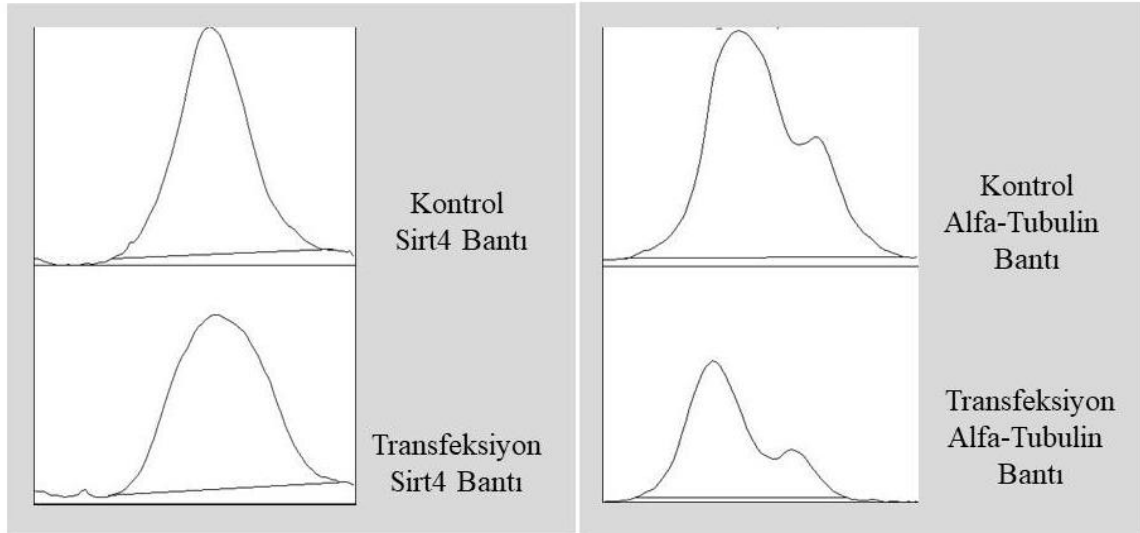 Kontrol
Sirt4 Bantı
Transfeksiyon
Sirt4 Bantı
Kontrol
Alfa-Tubulin
Bantı
Transfeksiyon
Alfa-Tubulin
Bantı